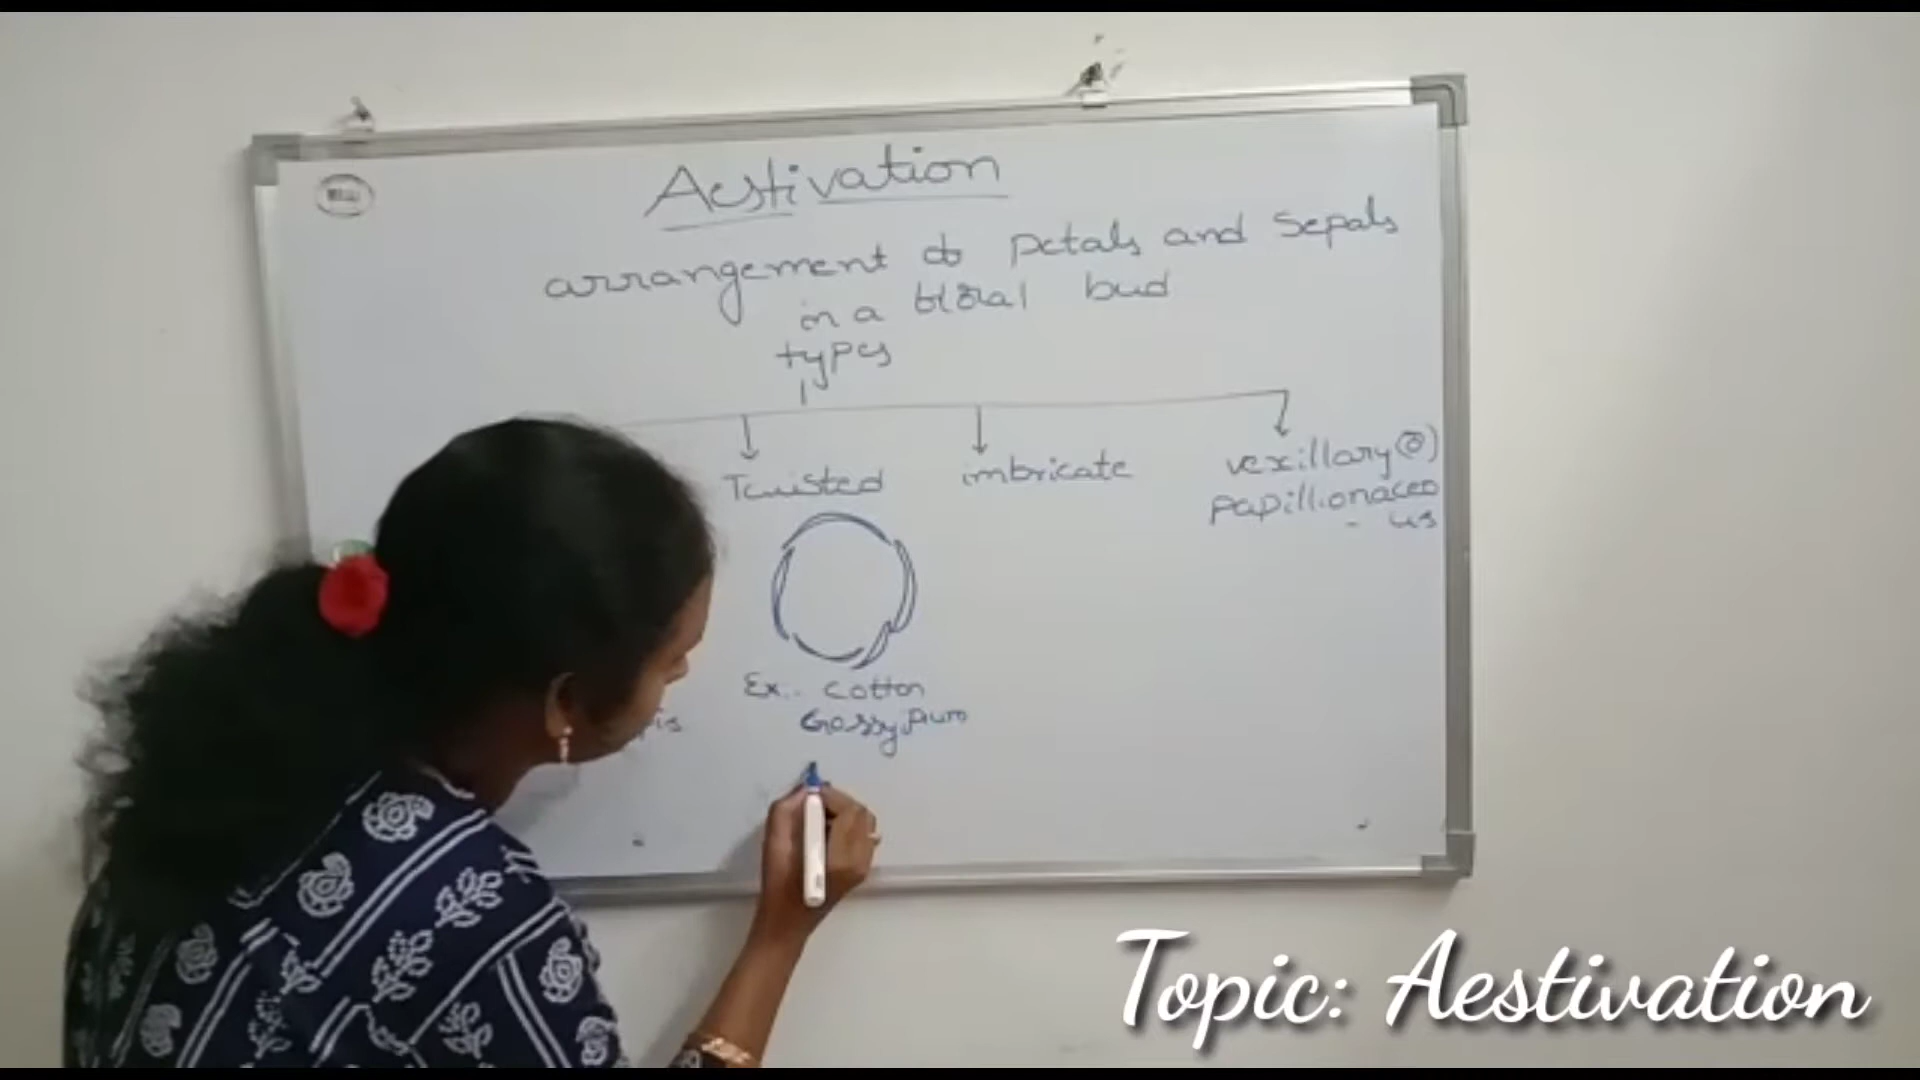 Aestivation
arrangement of petals and sepals
in a floral bud
types
Twisted
imbricate
vexillary (or)
papillionaceo
- us
Ex:- Cotton
Gossypium
Topic: Aestivation